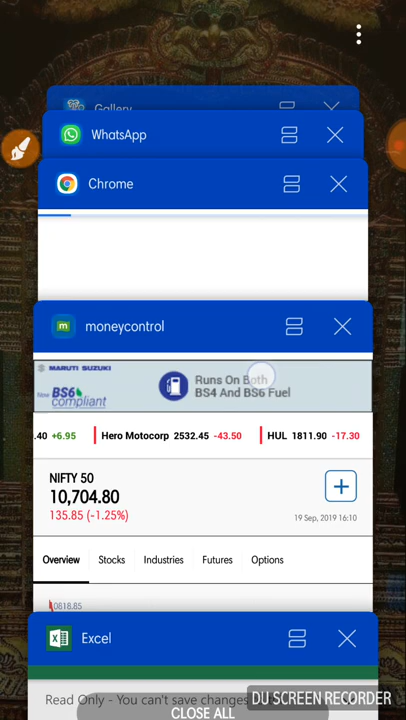 Gallery
WhatsApp
Chrome
m moneycontrol
MARUTI SUZUKI
New BS6 compliant
Runs On Both
BS4 And BS6 Fuel
.40 +6.95 Hero Motocorp 2532.45 -43.50 HUL 1811.90 -17.30
NIFTY 50
10,704.80
135.85 (-1.25%)
19 Sep, 2019 16:10
Overview Stocks Industries Futures Options
10818.85
Excel
Read Only - You can't save changes
DU SCREEN RECORDER
CLOSE ALL